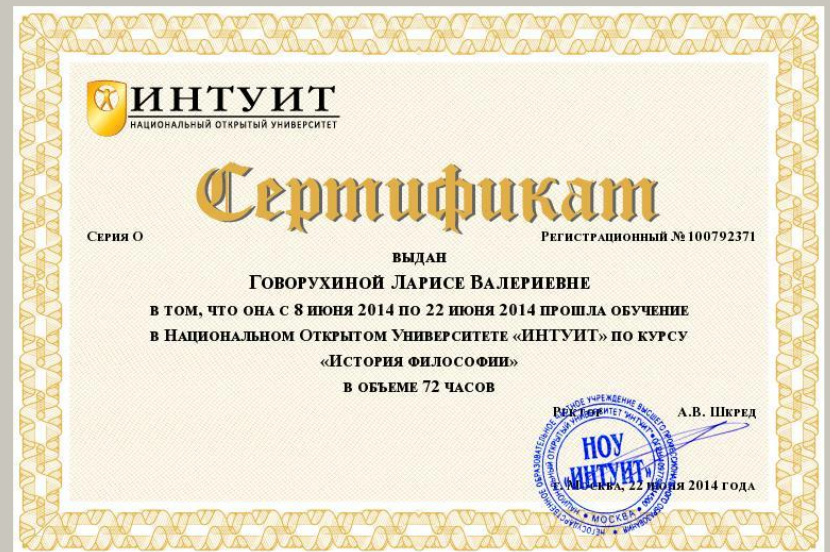 ИНТУИТ
НАЦИОНАЛЬНЫЙ ОТКРЫТЫЙ УНИВЕРСИТЕТ
Сертификат
Серия О
Регистрационный № 100792371
выдан
Говорухиной Ларисе Валериевне
в том, что она с 8 июня 2014 по 22 июня 2014 прошла обучение
в Национальном Открытом Университете «ИНТУИТ» по курсу
«История философии»
в объеме 72 часов
Ректор А.В. Шкред
НОУ
«ИНТУИТ»
г. Москва, 22 июня 2014 года
МОСКВА